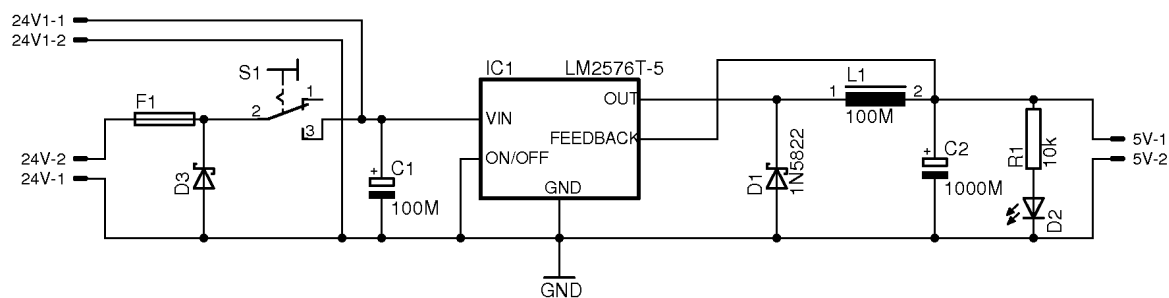 24V1-1
24V1-2
S1
IC1 LM2576T-5
L1
1 2
F1
2
1
3
OUT
100M
VIN
FEEDBACK
24V-2
24V-1
D3
C1
+
100M
ON/OFF
GND
D1
1N5822
C2
+
1000M
R1
10k
D2
5V-1
5V-2
GND